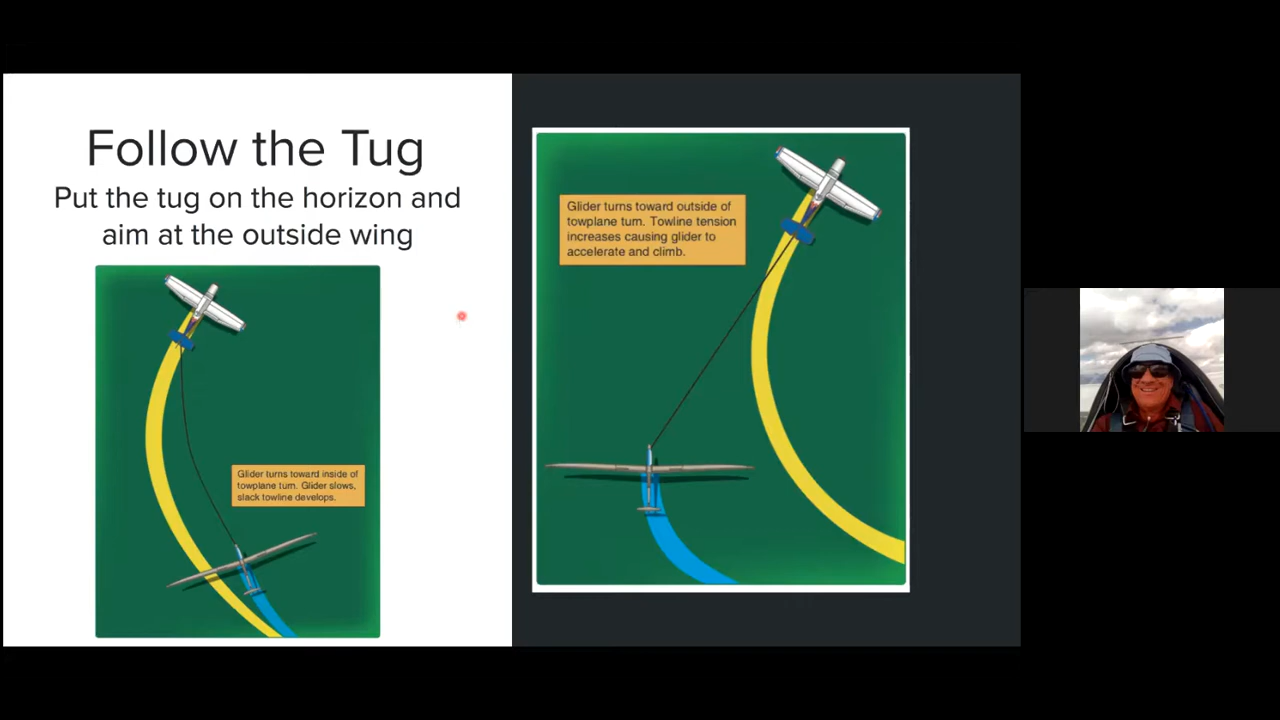 Follow the Tug
Put the tug on the horizon and
aim at the outside wing
Glider turns toward inside of
towplane turn. Glider slows,
slack towline develops.
Glider turns toward outside of
towplane turn. Towline tension
increases causing glider to
accelerate and climb.